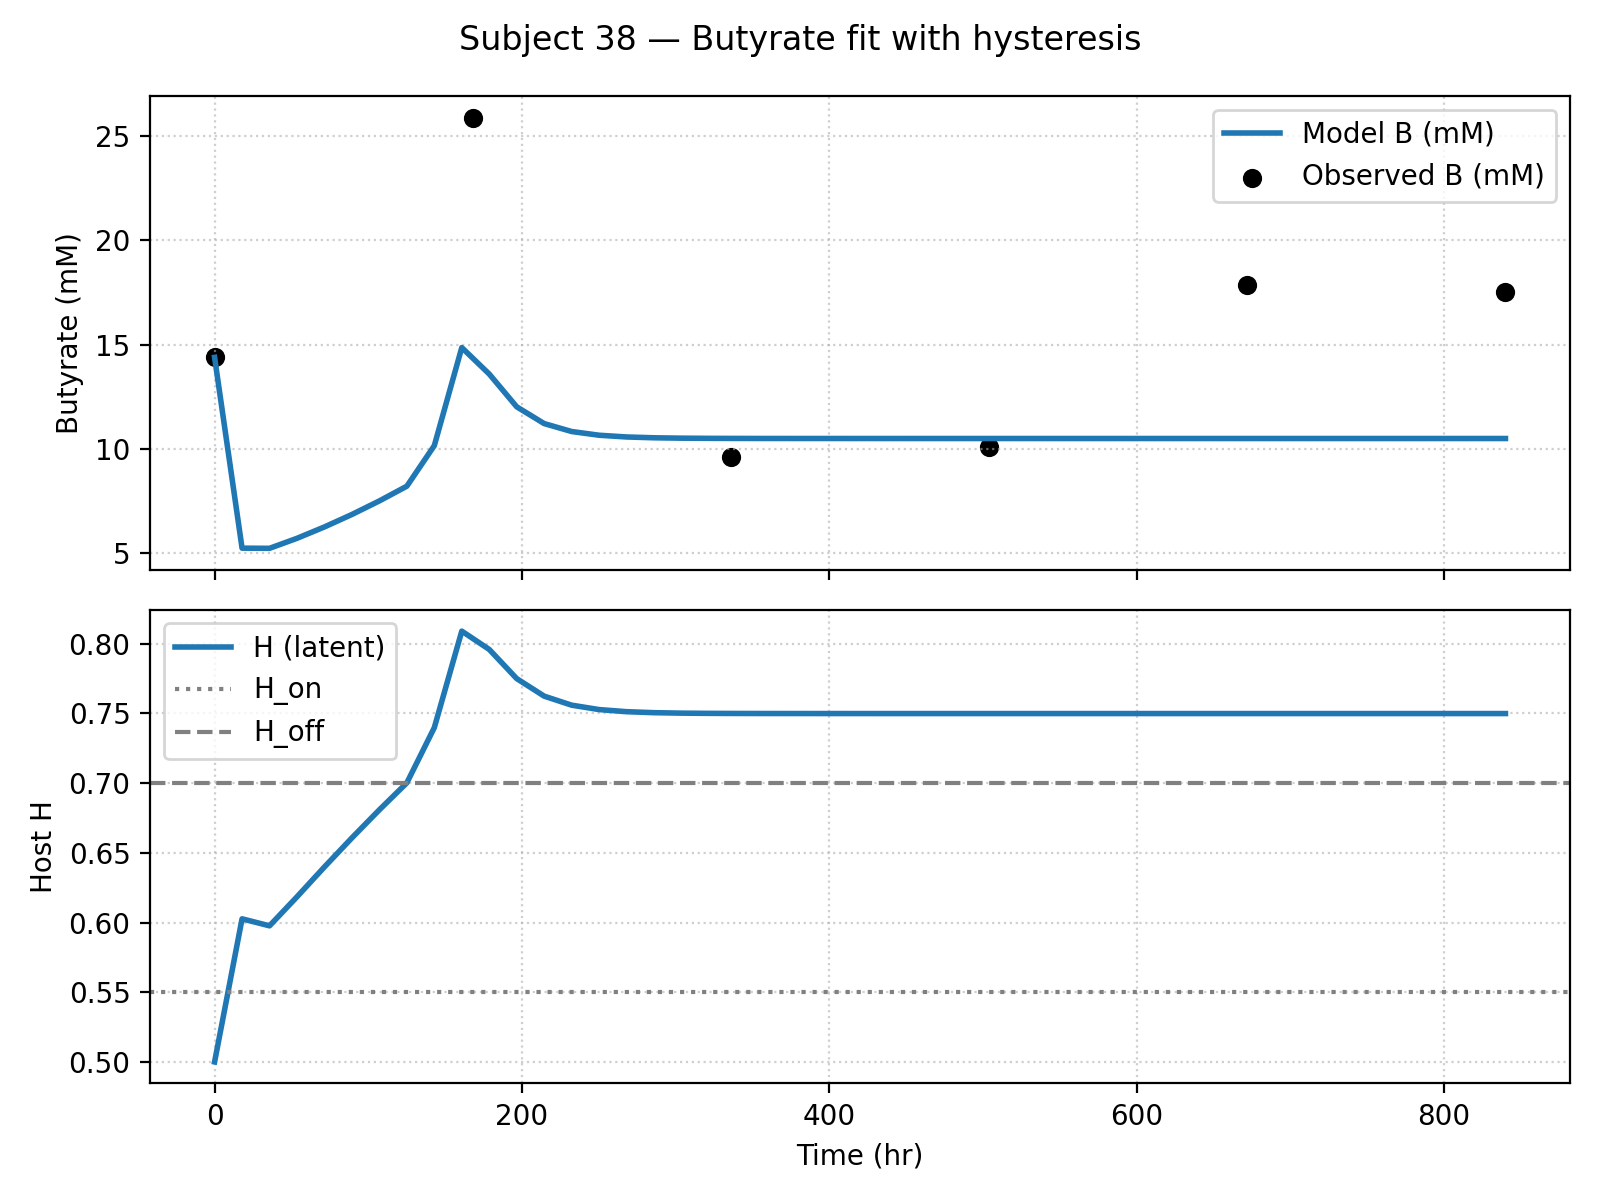 Subject 38 — Butyrate fit with hysteresis
Butyrate (mM)
25
20
15
10
5
Model B (mM)
Observed B (mM)
Host H
0.80
0.75
0.70
0.65
0.60
0.55
0.50
H (latent)
H_on
H_off
0 200 400 600 800
Time (hr)